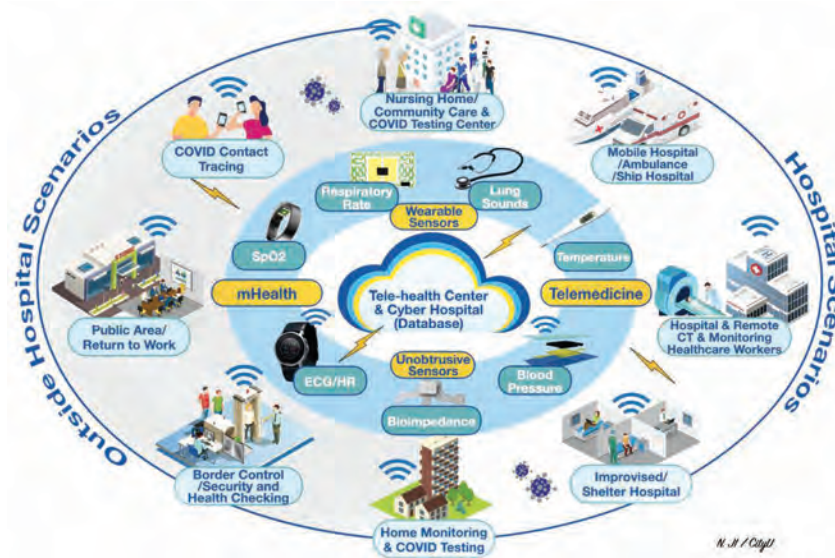 Nursing Home/
Community Care &
COVID Testing Center
COVID Contact
Tracing
Mobile Hospital
/Ambulance
/Ship Hospital
Outside Hospital Scenarios
Hospital Scenarios
Respiratory
Rate
Lung
Sounds
Wearable
Sensors
SpO2
Temperature
mHealth
Tele-health Center
& Cyber Hospital
(Database)
Telemedicine
Public Area/
Return to Work
Hospital & Remote
CT & Monitoring
Healthcare Workers
ECG/HR
Unobtrusive
Sensors
Blood
Pressure
Bioimpedance
Border Control
/Security and
Health Checking
Home Monitoring
& COVID Testing
Improvised/
Shelter Hospital
N. JI / CityU